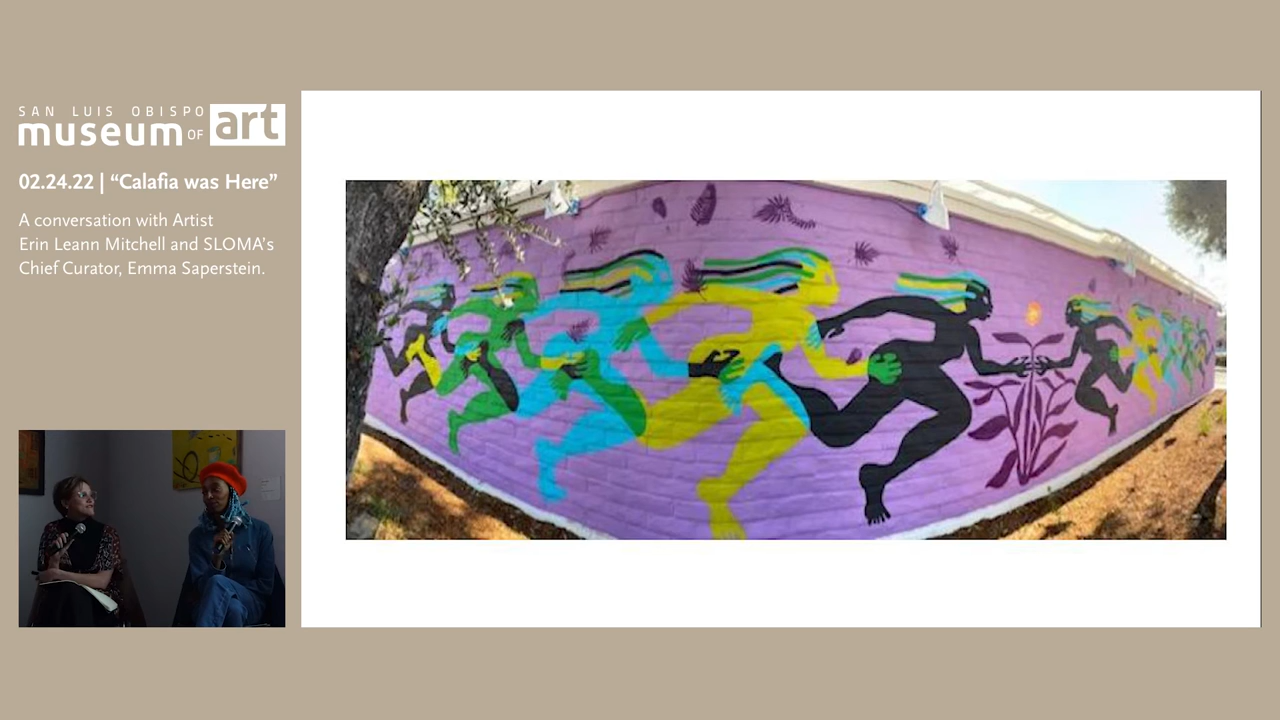 SAN LUIS OBISPO
museum OF art
02.24.22 | “Calafia was Here”
A conversation with Artist
Erin Leann Mitchell and SLOMA’s
Chief Curator, Emma Saperstein.